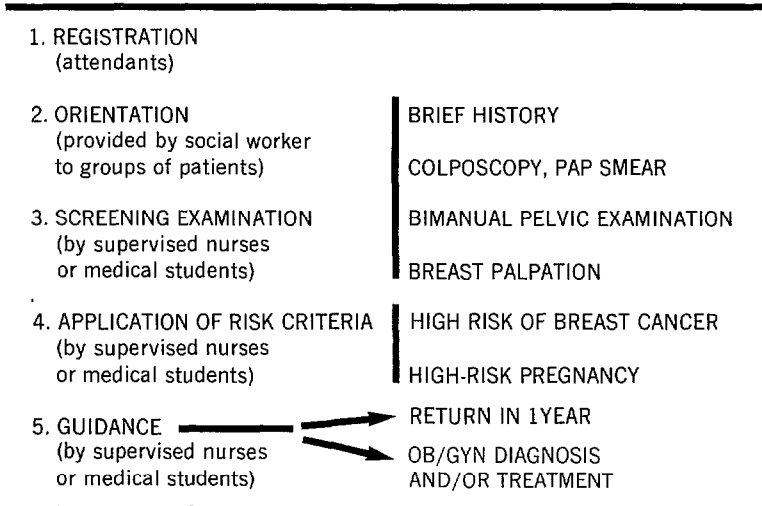 1. REGISTRATION
(attendants)
2. ORIENTATION
(provided by social worker
to groups of patients)
BRIEF HISTORY
COLPOSCOPY, PAP SMEAR
3. SCREENING EXAMINATION
(by supervised nurses
or medical students)
BIMANUAL PELVIC EXAMINATION
BREAST PALPATION
4. APPLICATION OF RISK CRITERIA
(by supervised nurses
or medical students)
HIGH RISK OF BREAST CANCER
HIGH-RISK PREGNANCY
5. GUIDANCE
(by supervised nurses
or medical students)
RETURN IN 1YEAR
OB/GYN DIAGNOSIS
AND/OR TREATMENT